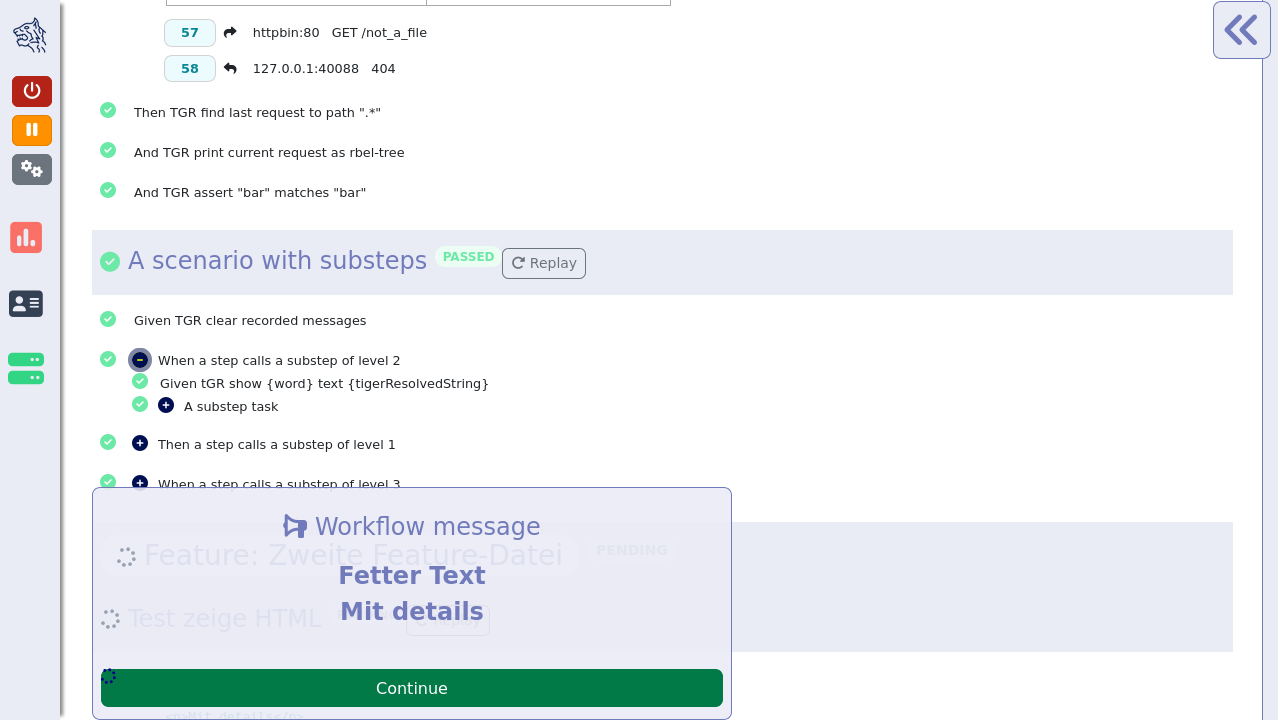 57 httpbin:80 GET /not_a_file
58 127.0.0.1:40088 404
Then TGR find last request to path ".*"
And TGR print current request as rbel-tree
And TGR assert "bar" matches "bar"
A scenario with substeps PASSED Replay
Given TGR clear recorded messages
When a step calls a substep of level 2
Given tGR show {word} text {tigerResolvedString}
A substep task
Then a step calls a substep of level 1
When a step calls a substep of level 3
Workflow message
Feature: Zweite Feature-Datei PENDING
Fetter Text
Mit details
Test zeige HTML Replay
Continue
<p>Mit details</p>